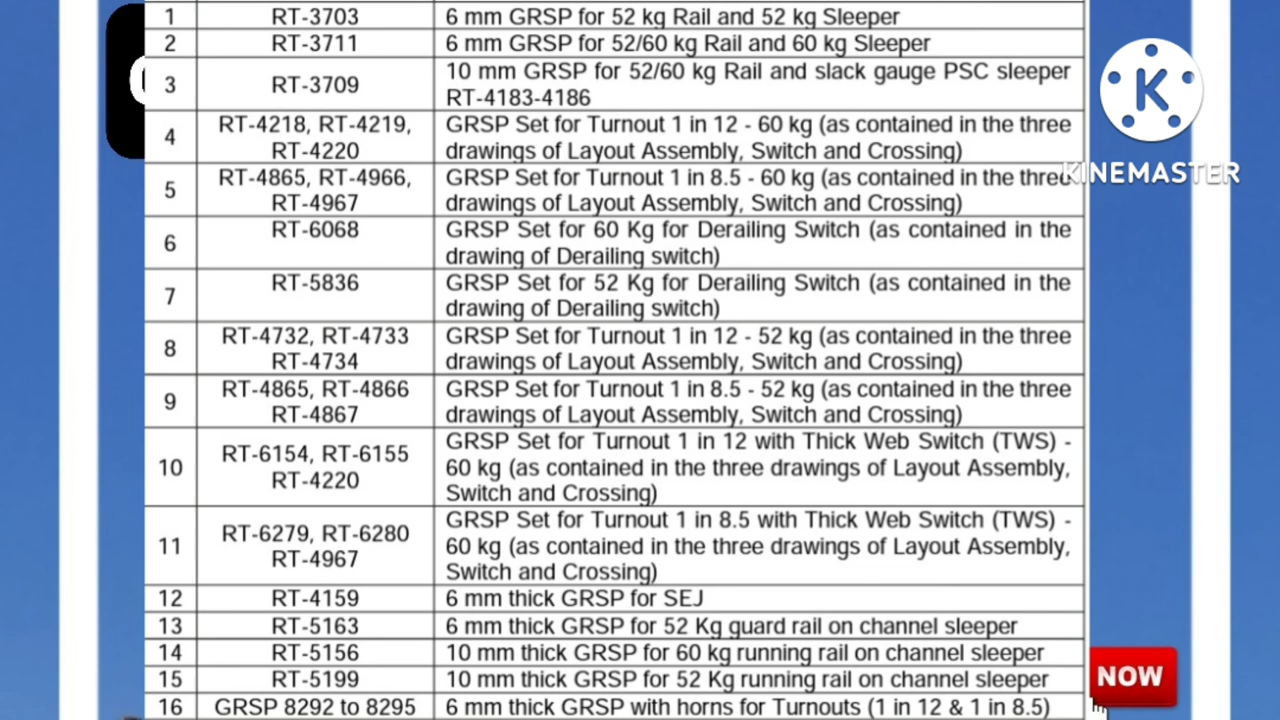 1 RT-3703 6 mm GRSP for 52 kg Rail and 52 kg Sleeper
2 RT-3711 6 mm GRSP for 52/60 kg Rail and 60 kg Sleeper
3 RT-3709 10 mm GRSP for 52/60 kg Rail and slack gauge PSC sleeper
RT-4183-4186
4 RT-4218, RT-4219, GRSP Set for Turnout 1 in 12 - 60 kg (as contained in the three
RT-4220 drawings of Layout Assembly, Switch and Crossing)
5 RT-4865, RT-4966, GRSP Set for Turnout 1 in 8.5 - 60 kg (as contained in the three
RT-4967 drawings of Layout Assembly, Switch and Crossing)
6 RT-6068 GRSP Set for 60 Kg for Derailing Switch (as contained in the
drawing of Derailing switch)
7 RT-5836 GRSP Set for 52 Kg for Derailing Switch (as contained in the
drawing of Derailing switch)
8 RT-4732, RT-4733 GRSP Set for Turnout 1 in 12 - 52 kg (as contained in the three
RT-4734 drawings of Layout Assembly, Switch and Crossing)
9 RT-4865, RT-4866 GRSP Set for Turnout 1 in 8.5 - 52 kg (as contained in the three
RT-4867 drawings of Layout Assembly, Switch and Crossing)
10 RT-6154, RT-6155 GRSP Set for Turnout 1 in 12 with Thick Web Switch (TWS) -
RT-4220 60 kg (as contained in the three drawings of Layout Assembly,
Switch and Crossing)
11 RT-6279, RT-6280 GRSP Set for Turnout 1 in 8.5 with Thick Web Switch (TWS) -
RT-4967 60 kg (as contained in the three drawings of Layout Assembly,
Switch and Crossing)
12 RT-4159 6 mm thick GRSP for SEJ
13 RT-5163 6 mm thick GRSP for 52 Kg guard rail on channel sleeper
14 RT-5156 10 mm thick GRSP for 60 kg running rail on channel sleeper
15 RT-5199 10 mm thick GRSP for 52 Kg running rail on channel sleeper
16 GRSP 8292 to 8295 6 mm thick GRSP with horns for Turnouts (1 in 12 & 1 in 8.5)
K
KINEMASTER
NOW